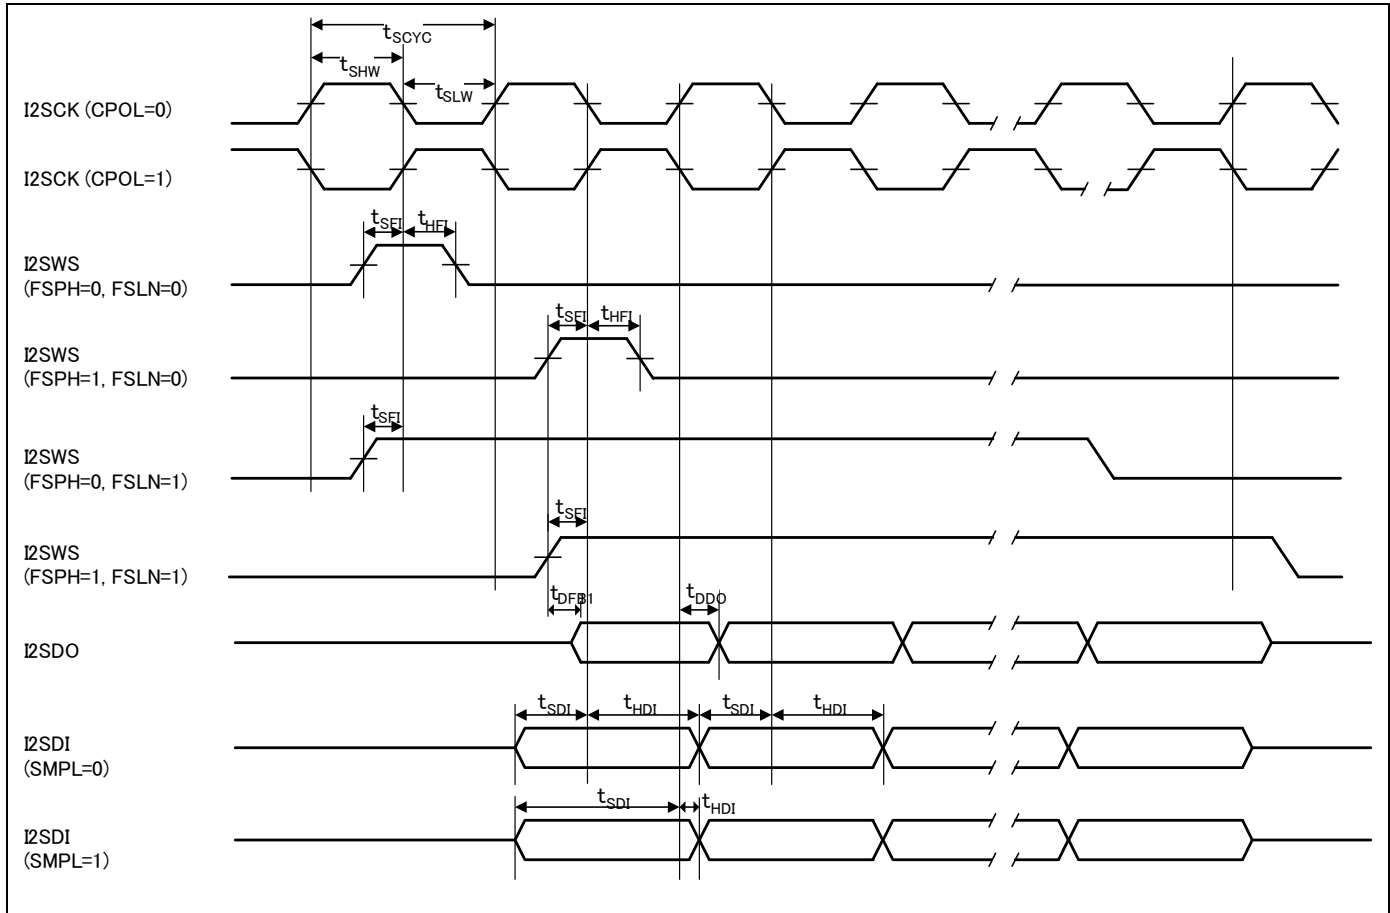 tSCYC
tSHW
tSLW
I2SCK (CPOL=0)
I2SCK (CPOL=1)
tSFI tHFI
I2SWS
(FSPH=0, FSLN=0)
tSFI tHFI
I2SWS
(FSPH=1, FSLN=0)
tSFI
I2SWS
(FSPH=0, FSLN=1)
tSFI
I2SWS
(FSPH=1, FSLN=1)
tDFB1 tDDO
I2SDO
tSDI tHDI tSDI tHDI
I2SDI
(SMPL=0)
tSDI tHDI
I2SDI
(SMPL=1)